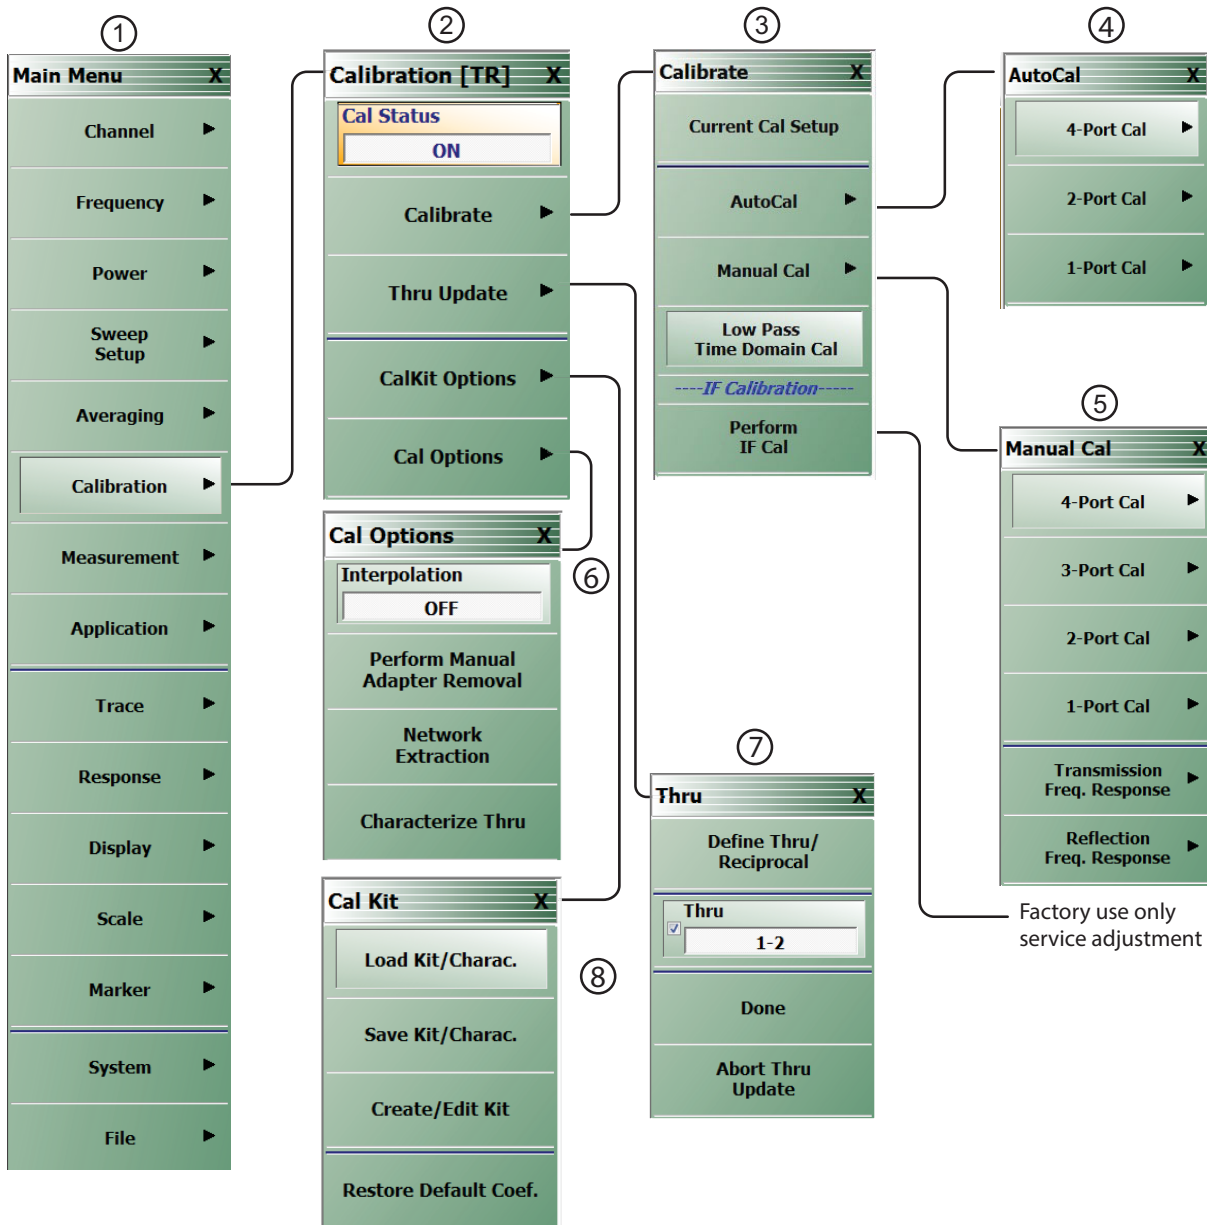 1
Main Menu X
Channel
Frequency
Power
Sweep
Setup
Averaging
Calibration
Measurement
Application
Trace
Response
Display
Scale
Marker
System
File
2
Calibration [TR] X
Cal Status
ON
Calibrate
Thru Update
CalKit Options
Cal Options
3
Calibrate X
Current Cal Setup
AutoCal
Manual Cal
Low Pass
Time Domain Cal
----IF Calibration-----
Perform
IF Cal
4
AutoCal X
4-Port Cal
2-Port Cal
1-Port Cal
5
Manual Cal X
4-Port Cal
3-Port Cal
2-Port Cal
1-Port Cal
Transmission
Freq. Response
Reflection
Freq. Response
Factory use only
service adjustment
6
Cal Options X
Interpolation
OFF
Perform Manual
Adapter Removal
Network
Extraction
Characterize Thru
7
Thru X
Define Thru/
Reciprocal
Thru
1-2
Done
Abort Thru
Update
8
Cal Kit X
Load Kit/Charac.
Save Kit/Charac.
Create/Edit Kit
Restore Default Coef.